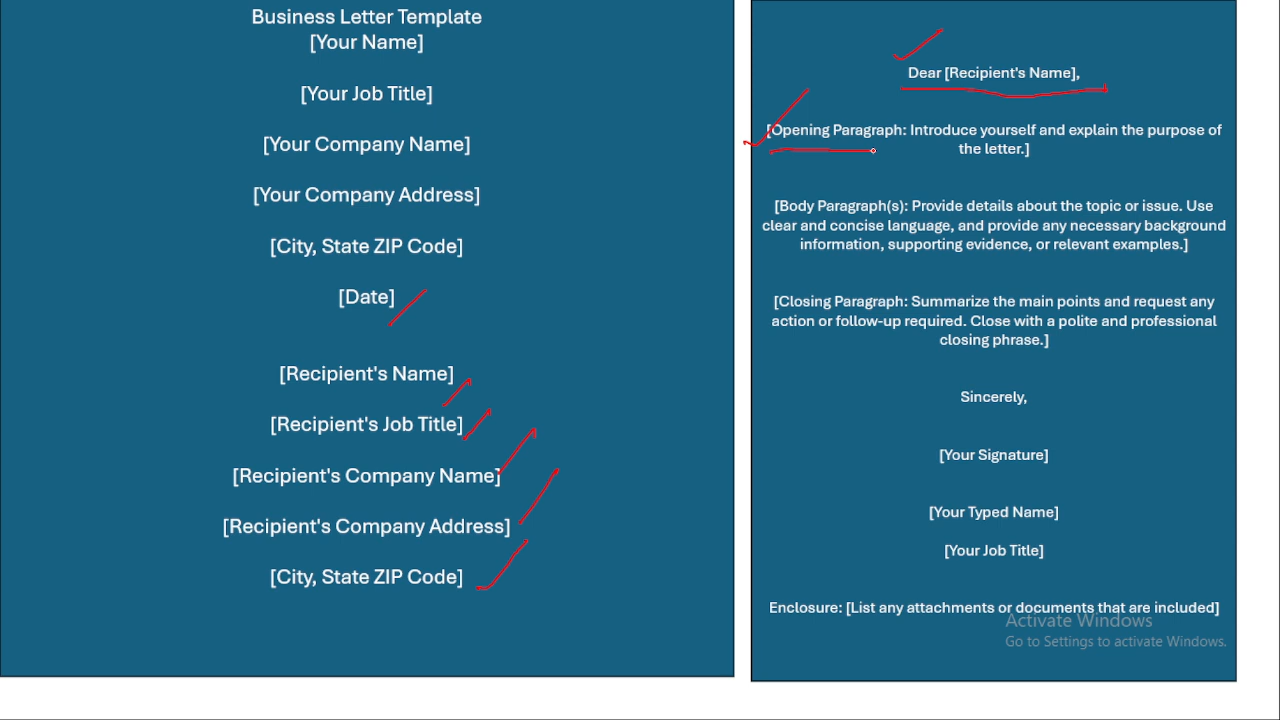 Business Letter Template
[Your Name]
[Your Job Title]
[Your Company Name]
[Your Company Address]
[City, State ZIP Code]
[Date]
[Recipient's Name]
[Recipient's Job Title]
[Recipient's Company Name]
[Recipient's Company Address]
[City, State ZIP Code]
Dear [Recipient's Name],
[Opening Paragraph: Introduce yourself and explain the purpose of
the letter.]
[Body Paragraph(s): Provide details about the topic or issue. Use
clear and concise language, and provide any necessary background
information, supporting evidence, or relevant examples.]
[Closing Paragraph: Summarize the main points and request any
action or follow-up required. Close with a polite and professional
closing phrase.]
Sincerely,
[Your Signature]
[Your Typed Name]
[Your Job Title]
Enclosure: [List any attachments or documents that are included]
Activate Windows
Go to Settings to activate Windows.